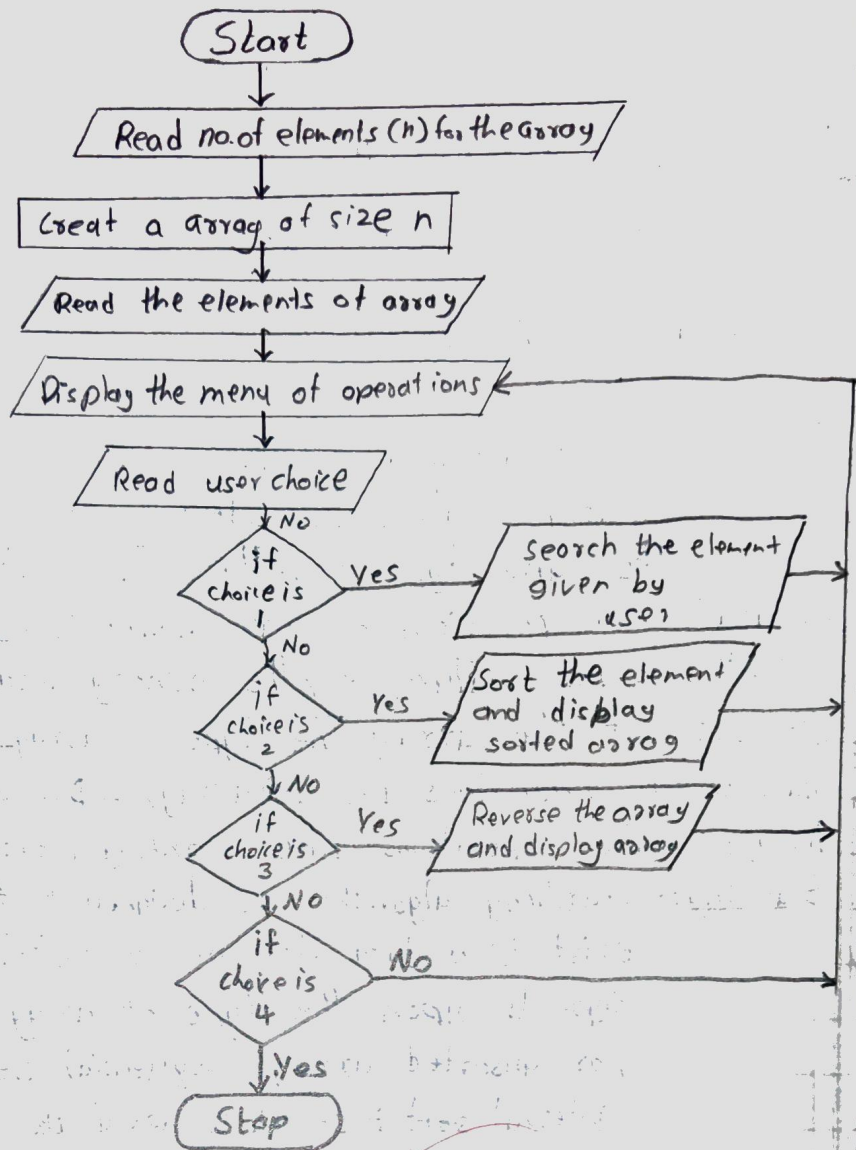 Start
Read no.of elements (n) for the array
Creat a array of size n
Read the elements of array
Display the menu of operations
Read user choice
No
if
choice is
1
Yes
search the element
given by
user
No
if
choice is
2
Yes
Sort the element
and display
sorted array
No
if
choice is
3
Yes
Reverse the array
and display array
No
if
choice is
4
No
Yes
Stop